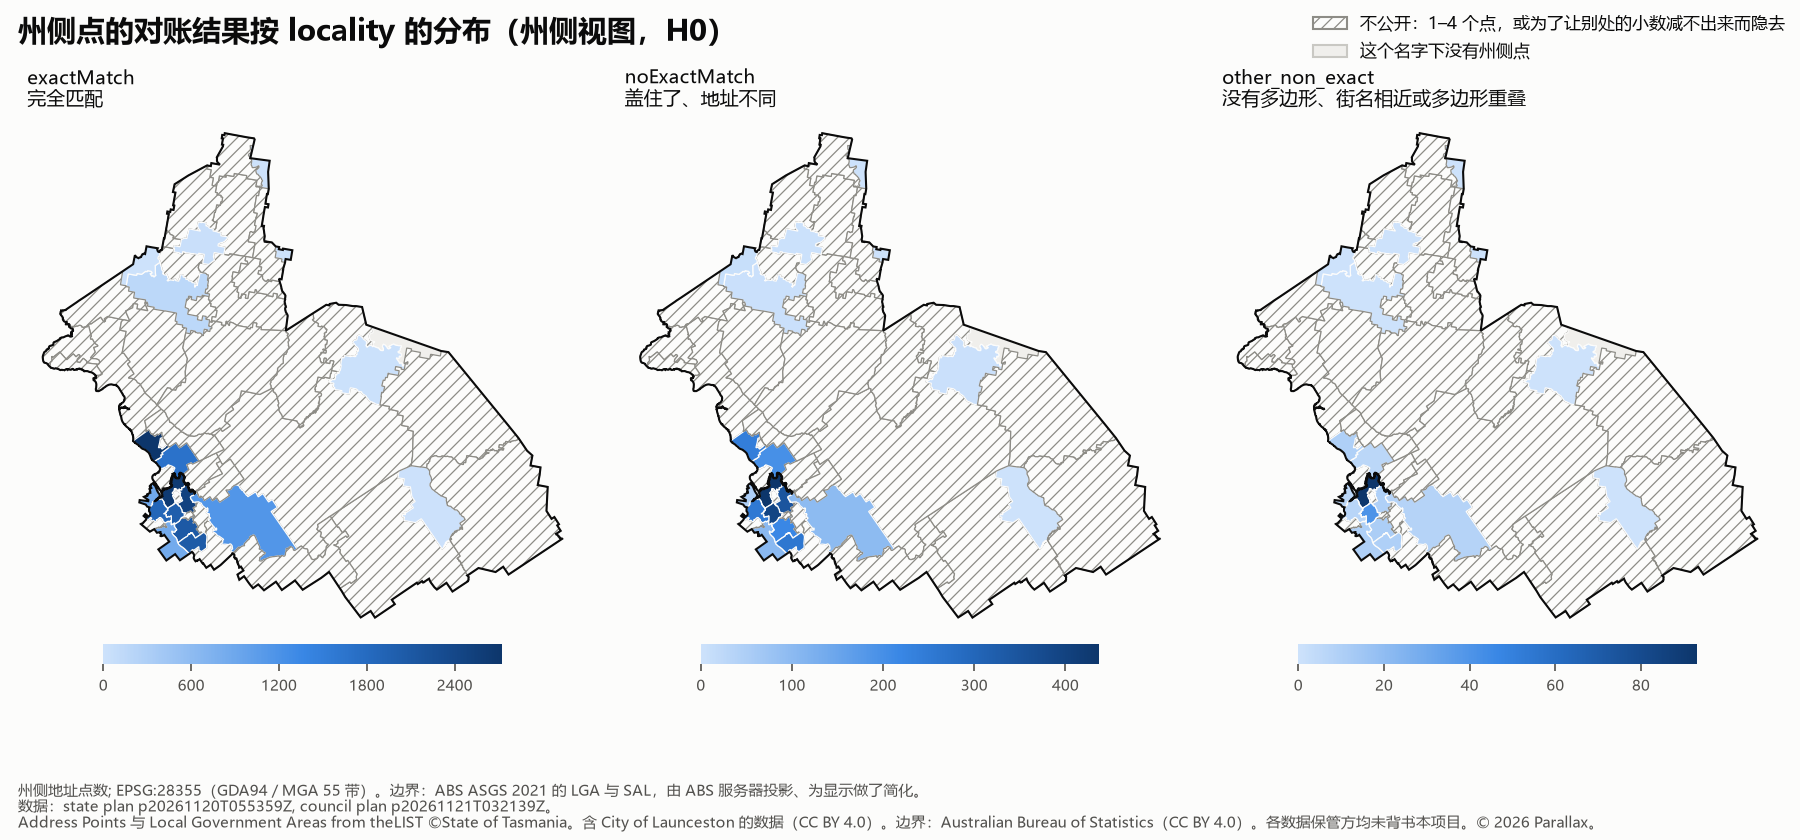 州侧点的对账结果按 locality 的分布（州侧视图，H0）
不公开：1–4 个点，或为了让别处的小数减不出来而隐去
这个名字下没有州侧点
exactMatch
完全匹配
noExactMatch
盖住了、地址不同
other_non_exact
没有多边形、街名相近或多边形重叠
0 600 1200 1800 2400
0 100 200 300 400
0 20 40 60 80
州侧地址点数; EPSG:28355（GDA94 / MGA 55 带）。边界：ABS ASGS 2021 的 LGA 与 SAL，由 ABS 服务器投影、为显示做了简化。
数据：state plan p20261120T055359Z, council plan p20261121T032139Z。
Address Points 与 Local Government Areas from theLIST ©State of Tasmania。含 City of Launceston 的数据（CC BY 4.0）。边界：Australian Bureau of Statistics（CC BY 4.0）。各数据保管方均未背书本项目。© 2026 Parallax。